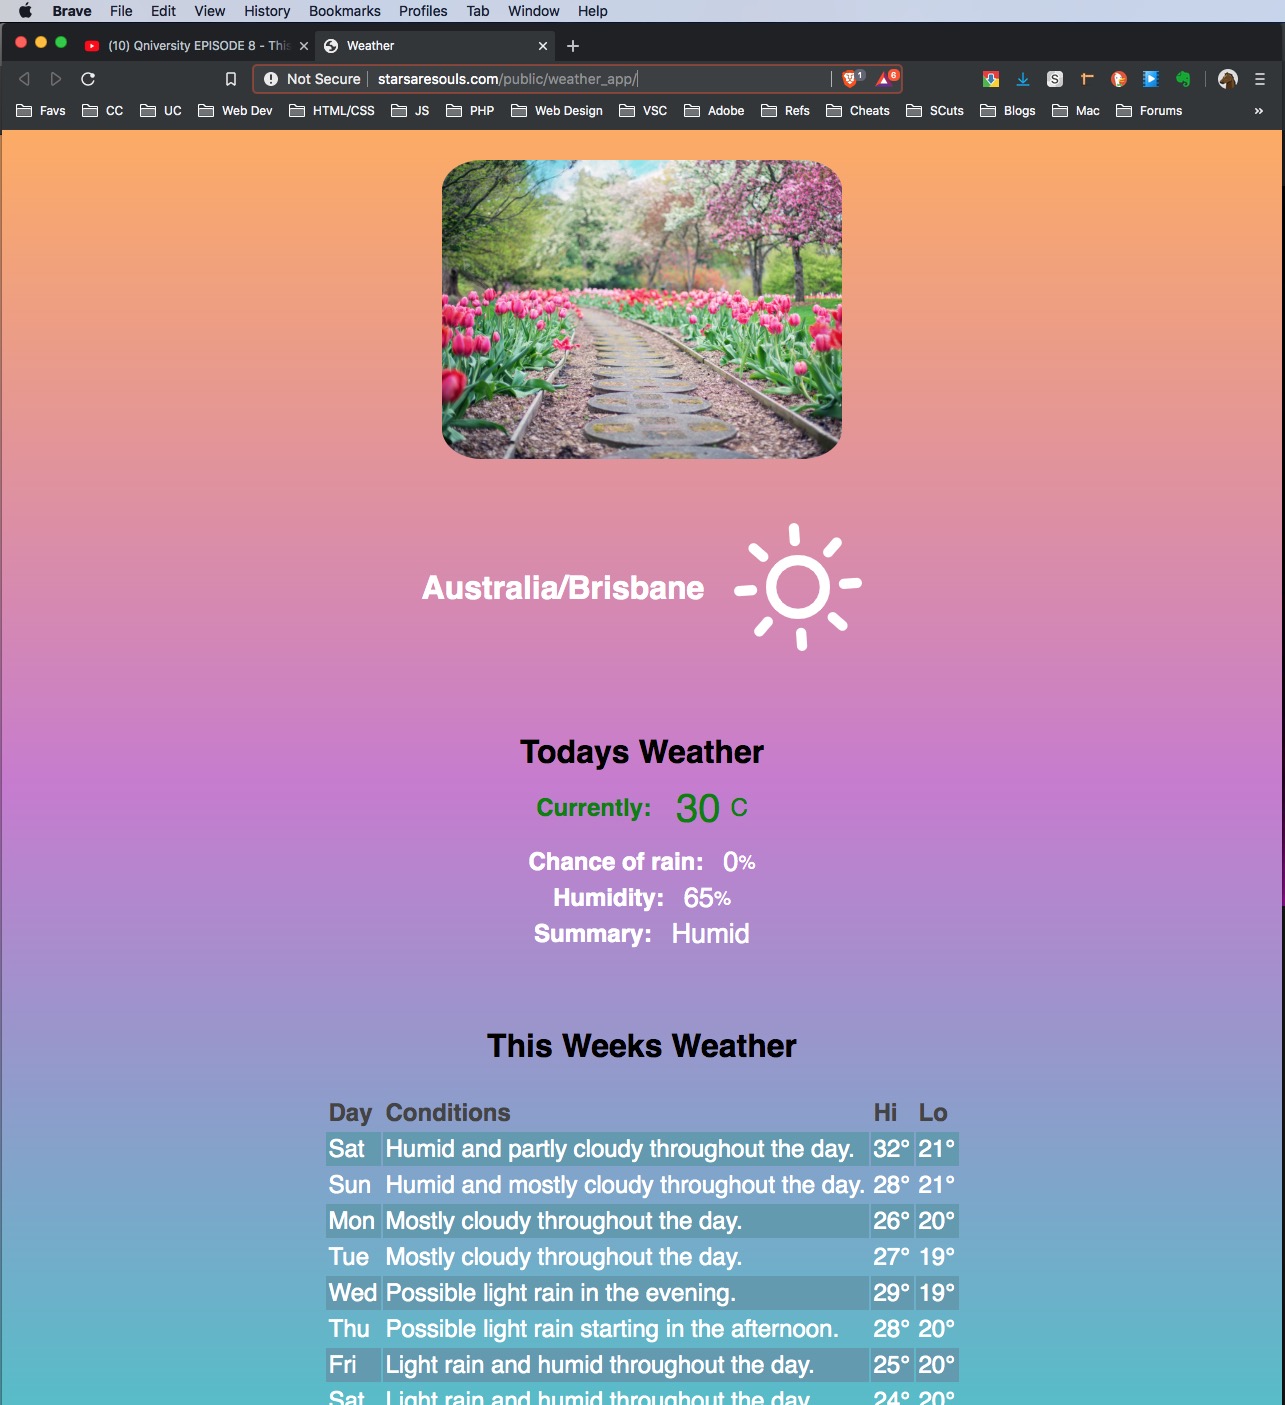 Brave File Edit View History Bookmarks Profiles Tab Window Help
(10) Qniversity EPISODE 8 - This Weather
Not Secure starsaresouls.com/public/weather_app/ 1 6 S
Favs CC UC Web Dev HTML/CSS JS PHP Web Design VSC Adobe Refs Cheats SCuts Blogs Mac Forums »
Australia/Brisbane
Todays Weather
Currently: 30 C
Chance of rain: 0%
Humidity: 65%
Summary: Humid
This Weeks Weather
Day Conditions Hi Lo
Sat Humid and partly cloudy throughout the day. 32° 21°
Sun Humid and mostly cloudy throughout the day. 28° 21°
Mon Mostly cloudy throughout the day. 26° 20°
Tue Mostly cloudy throughout the day. 27° 19°
Wed Possible light rain in the evening. 29° 19°
Thu Possible light rain starting in the afternoon. 28° 20°
Fri Light rain and humid throughout the day. 25° 20°
Sat Light rain and humid throughout the day. 24° 20°